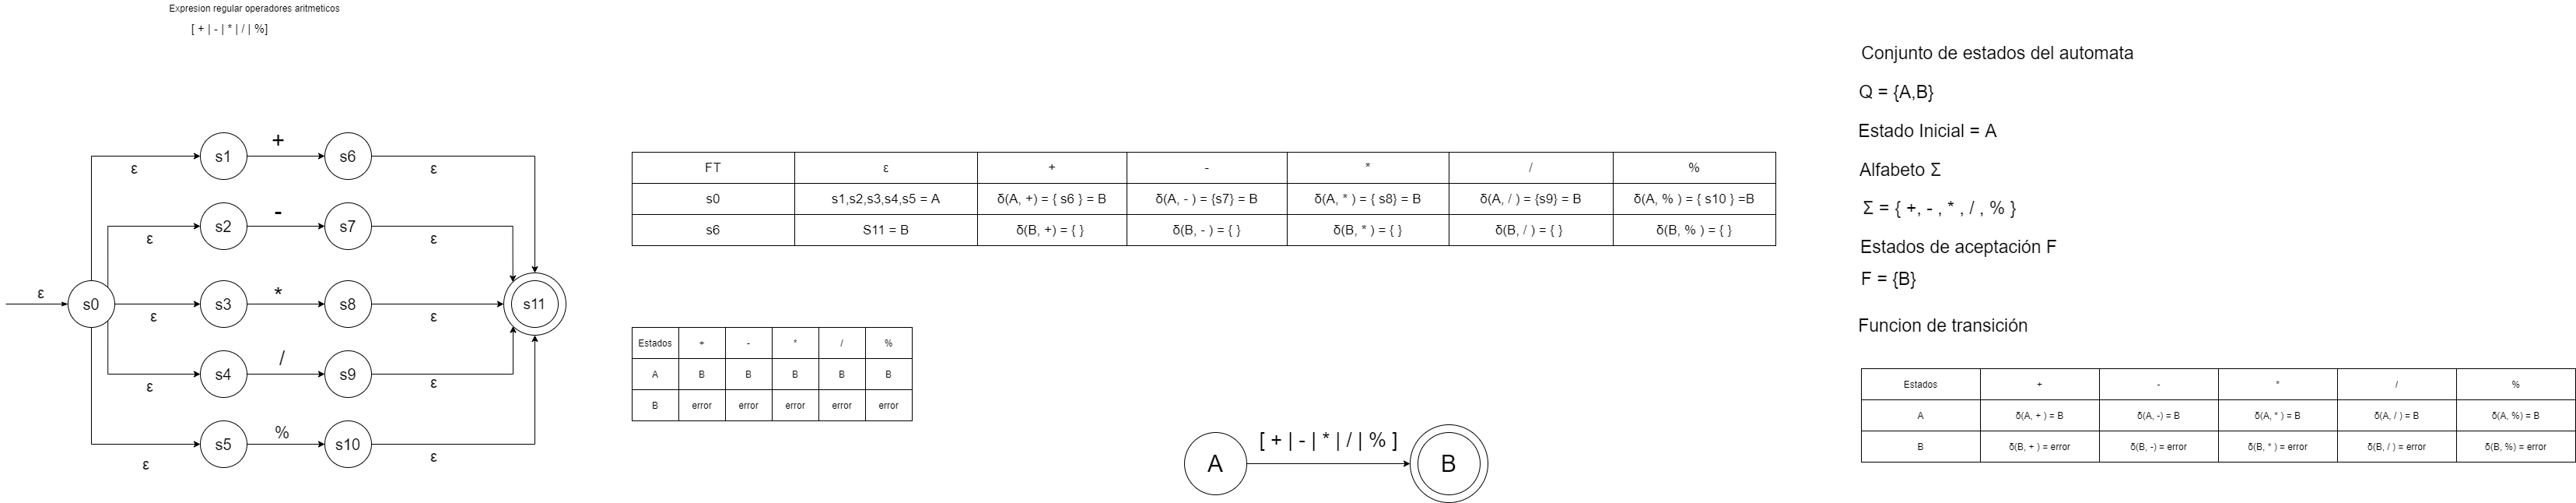 Expresion regular operadores aritmeticos
[ + | - | * | / | %]
ε
s0
ε
s1
+
s6
ε
ε
s2
-
s7
ε
ε
s3
*
s8
ε
s11
ε
s4
/
s9
ε
ε
s5
%
s10
ε
FT ε + - * / %
s0 s1,s2,s3,s4,s5 = A δ(A, +) = { s6 } = B δ(A, - ) = {s7} = B δ(A, * ) = { s8} = B δ(A, / ) = {s9} = B δ(A, % ) = { s10 } =B
s6 S11 = B δ(B, +) = { } δ(B, - ) = { } δ(B, * ) = { } δ(B, / ) = { } δ(B, % ) = { }
Estados + - * / %
A B B B B B
B error error error error error
A
[ + | - | * | / | % ]
B
Conjunto de estados del automata
Q = {A,B}
Estado Inicial = A
Alfabeto Σ
Σ = { +, - , * , / , % }
Estados de aceptación F
F = {B}
Funcion de transición
Estados + - * / %
A δ(A, + ) = B δ(A, -) = B δ(A, * ) = B δ(A, / ) = B δ(A, %) = B
B δ(B, + ) = error δ(B, -) = error δ(B, * ) = error δ(B, / ) = error δ(B, %) = error